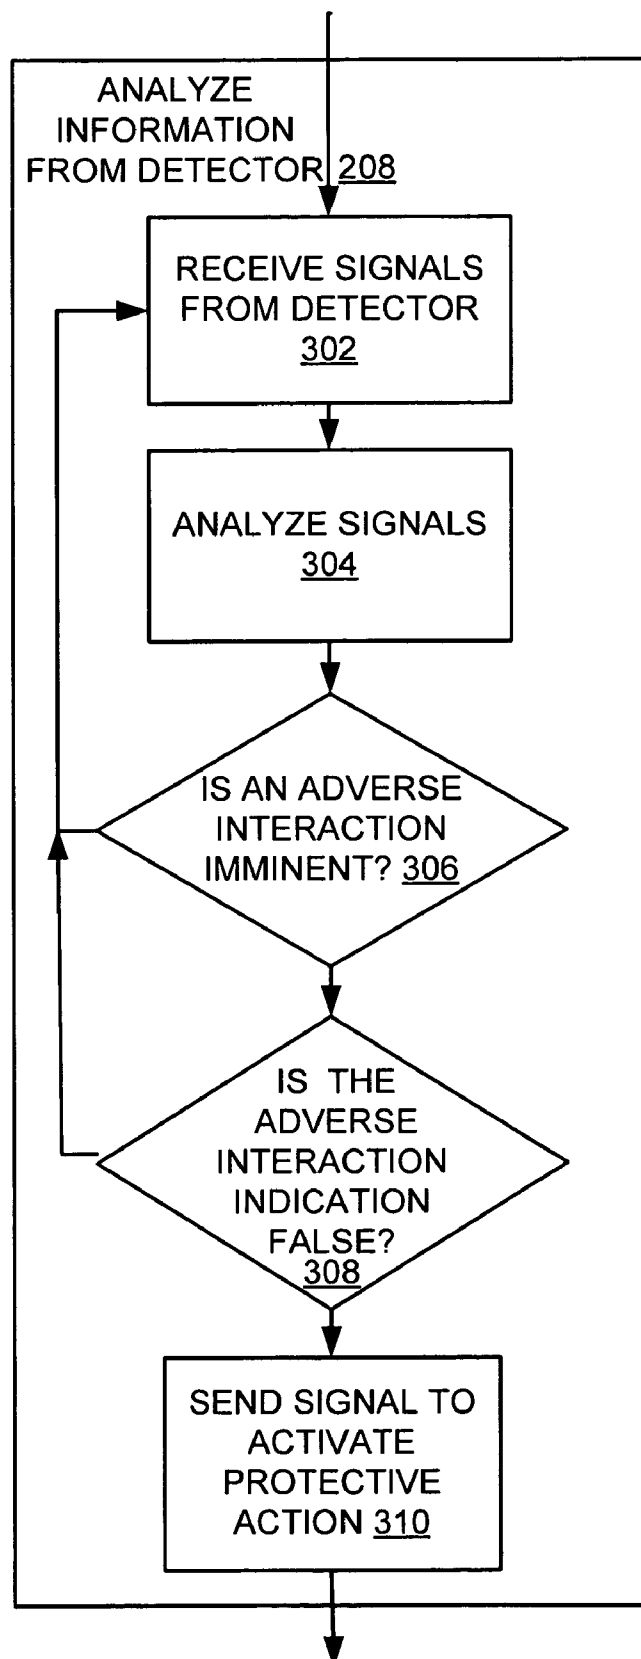 ANALYZE
INFORMATION
FROM DETECTOR 208
RECEIVE SIGNALS
FROM DETECTOR
302
ANALYZE SIGNALS
304
IS AN ADVERSE
INTERACTION
IMMINENT? 306
IS THE
ADVERSE
INTERACTION
INDICATION
FALSE?
308
SEND SIGNAL TO
ACTIVATE
PROTECTIVE
ACTION 310